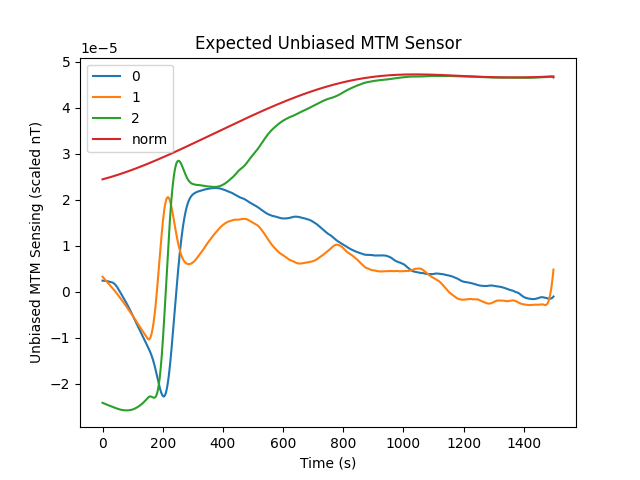 Expected Unbiased MTM Sensor
1e−5
5
4
3
2
1
0
−1
−2
Unbiased MTM Sensing (scaled nT)
0
1
2
norm
0 200 400 600 800 1000 1200 1400
Time (s)